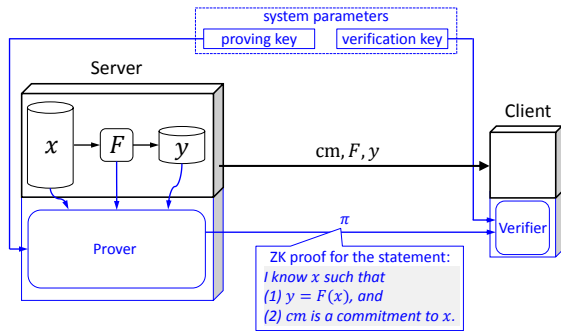 system parameters
proving key
verification key
Server
Client
x
F
y
cm, F, y
Prover
π
Verifier
ZK proof for the statement:
I know x such that
(1) y = F(x), and
(2) cm is a commitment to x.